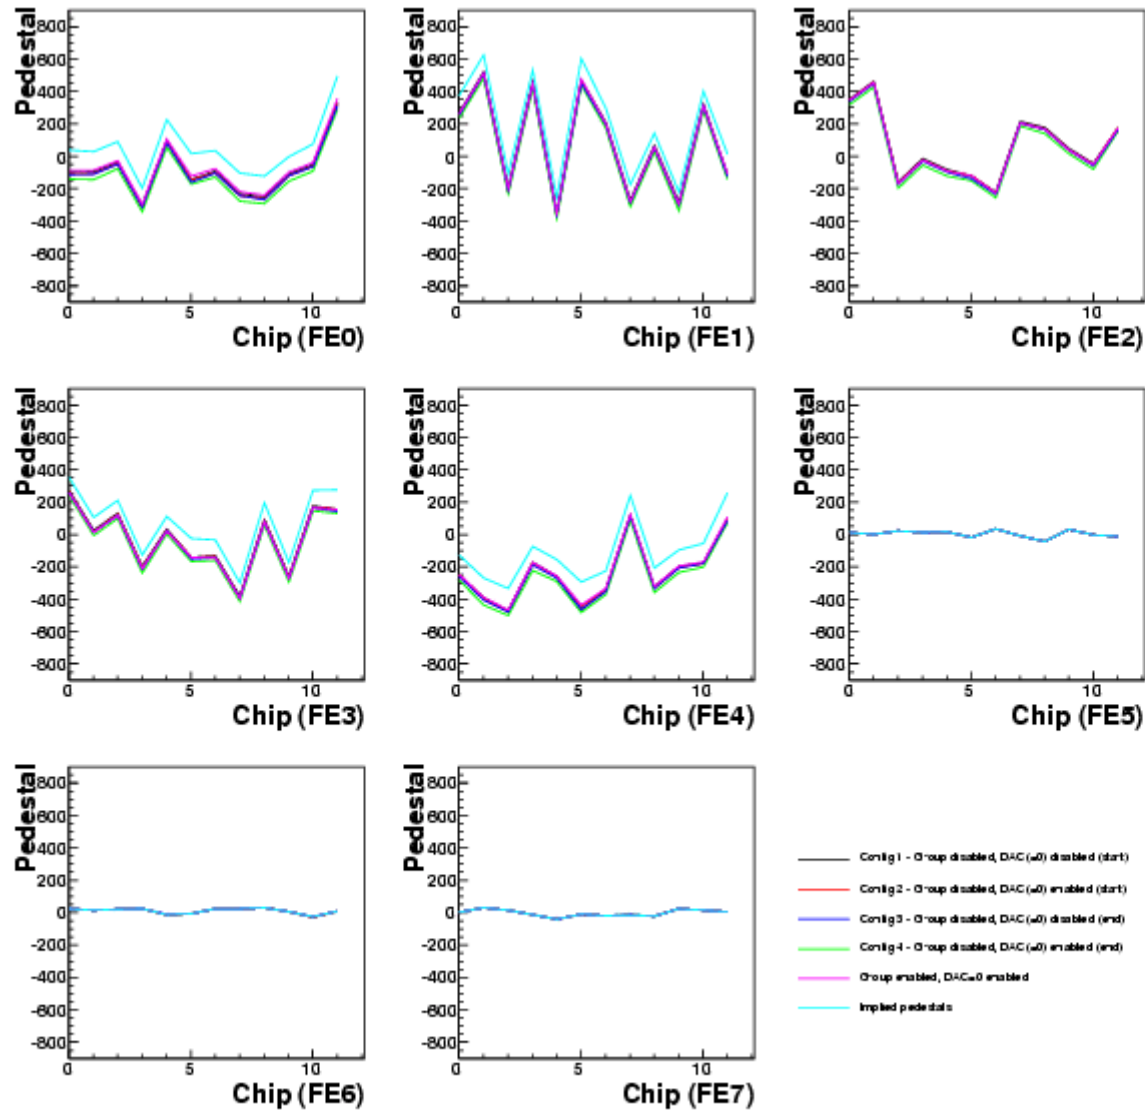 Pedestal
800
600
400
200
0
-200
-400
-600
-800
0 5 10
Chip (FE0)
Pedestal
800
600
400
200
0
-200
-400
-600
-800
0 5 10
Chip (FE1)
Pedestal
800
600
400
200
0
-200
-400
-600
-800
0 5 10
Chip (FE2)
Pedestal
800
600
400
200
0
-200
-400
-600
-800
0 5 10
Chip (FE3)
Pedestal
800
600
400
200
0
-200
-400
-600
-800
0 5 10
Chip (FE4)
Pedestal
800
600
400
200
0
-200
-400
-600
-800
0 5 10
Chip (FE5)
Pedestal
800
600
400
200
0
-200
-400
-600
-800
0 5 10
Chip (FE6)
Pedestal
800
600
400
200
0
-200
-400
-600
-800
0 5 10
Chip (FE7)
Config 1 - Group disabled, DAC (=0) disabled (start)
Config 2 - Group disabled, DAC (=0) enabled (start)
Config 3 - Group disabled, DAC (=0) disabled (end)
Config 4 - Group disabled, DAC (=0) enabled (end)
Group enabled, DAC=0 enabled
Implied pedestals